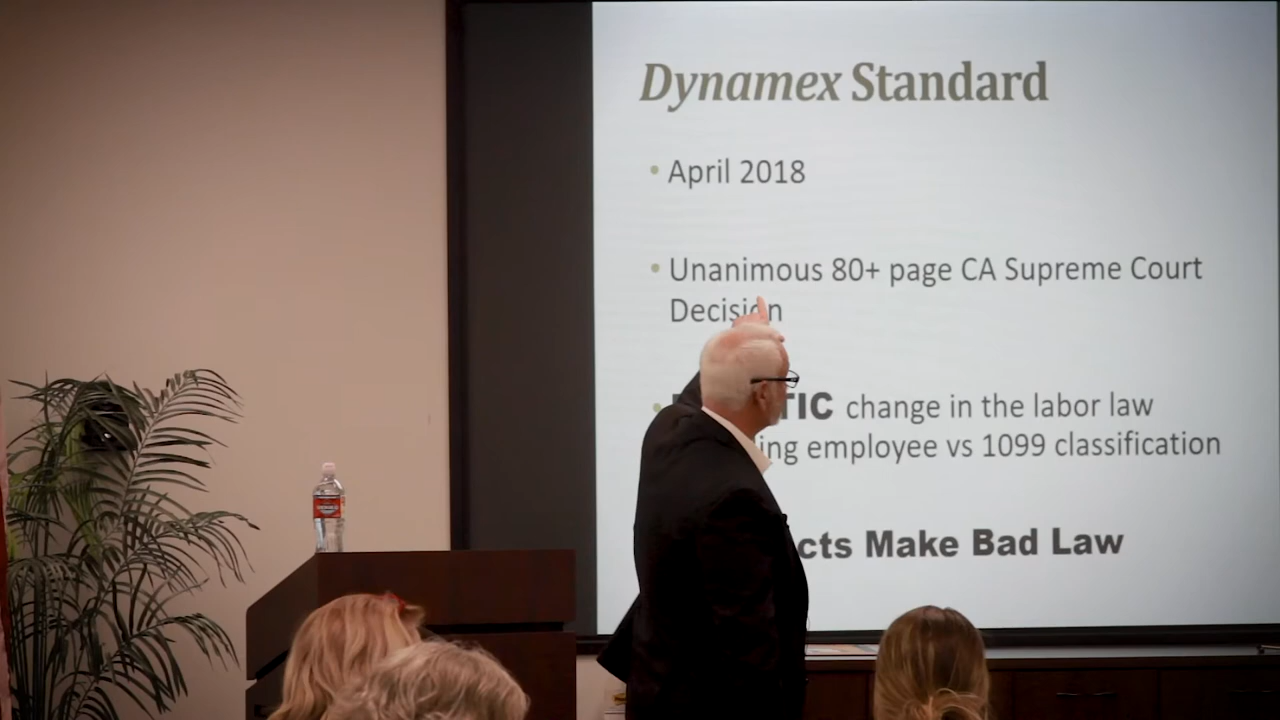 Dynamex Standard
• April 2018
• Unanimous 80+ page CA Supreme Court
Decision
change in the labor law
employee vs 1099 classification
Make Bad Law